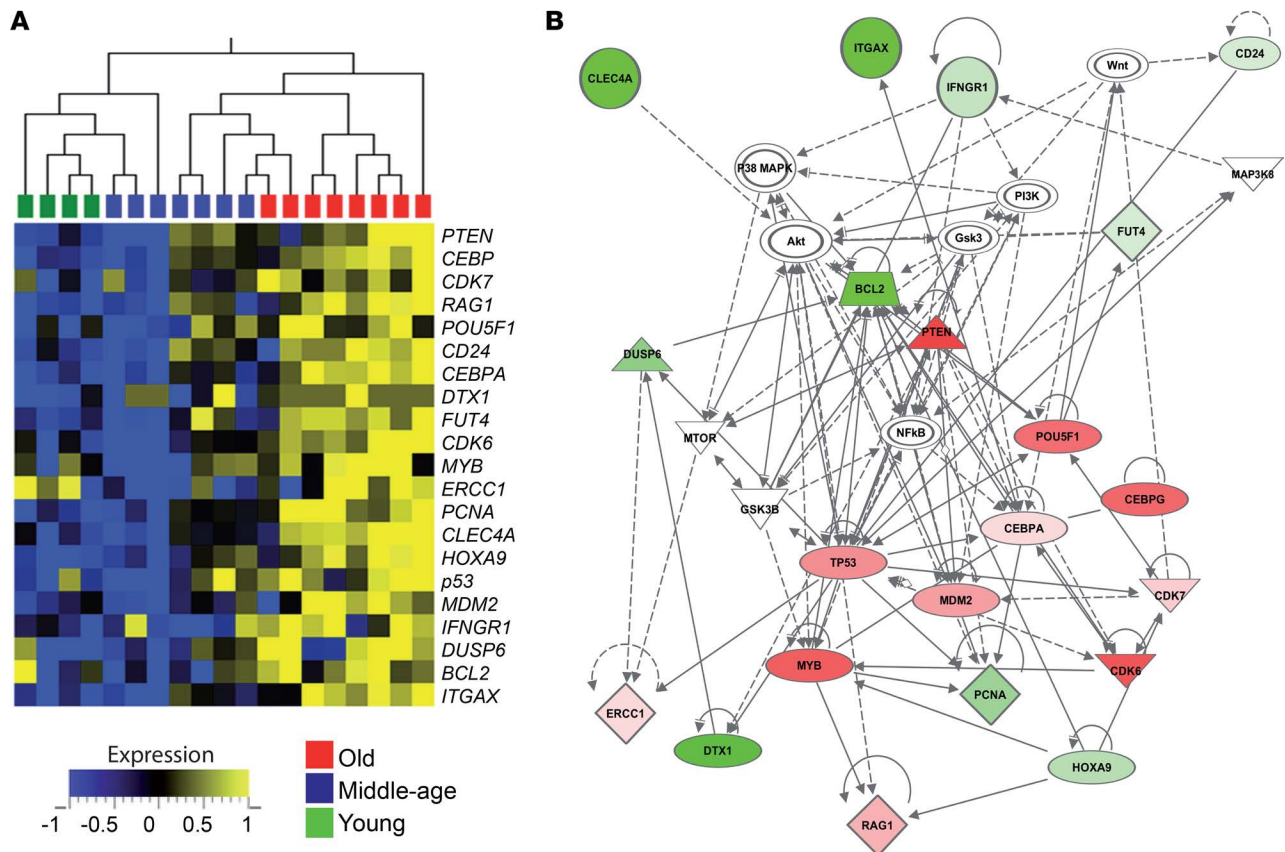 A
PTEN
CEBP
CDK7
RAG1
POU5F1
CD24
CEBPA
DTX1
FUT4
CDK6
MYB
ERCC1
PCNA
CLEC4A
HOXA9
p53
MDM2
IFNGR1
DUSP6
BCL2
ITGAX
Expression
-1 -0.5 0 0.5 1
Old
Middle-age
Young
B
ITGAX
CD24
CLEC4A
IFNGR1
Wnt
P38 MAPK
MAP3K8
PI3K
Akt
Gsk3
FUT4
BCL2
PTEN
DUSP6
MTOR
NFkB
POU5F1
GSK3B
CEBPG
CEBPA
TP53
MDM2
CDK7
MYB
CDK6
PCNA
ERCC1
DTX1
HOXA9
RAG1